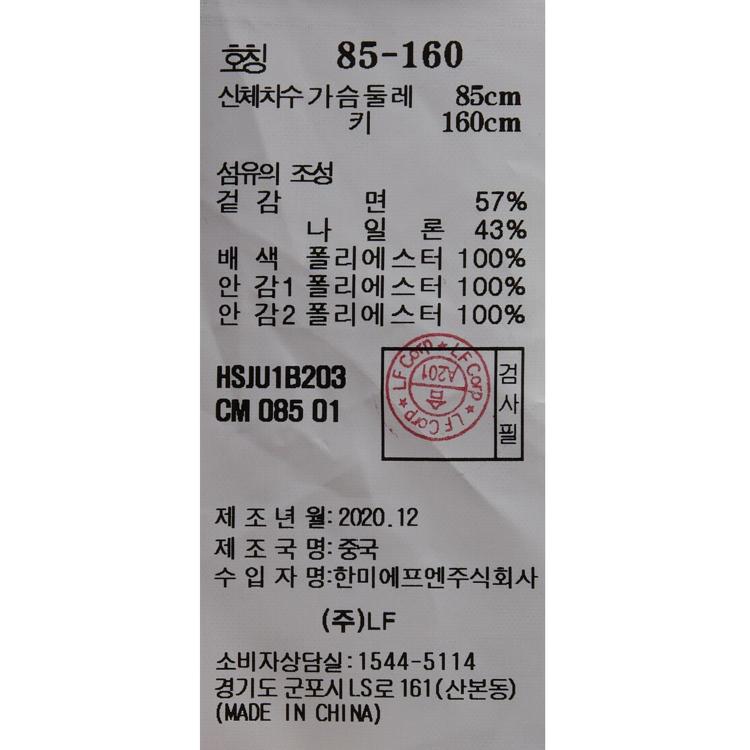 호칭 85-160
신체치수 가슴둘레 85cm
키 160cm
섬유의 조성
겉감 면 57%
나일론 43%
배색 폴리에스터 100%
안감1 폴리에스터 100%
안감2 폴리에스터 100%
HSJU1B203
CM 085 01
LF Corp ★ LF Corp ★ LF Corp ★
A201
합
검사필
제조년월: 2020.12
제조국명: 중국
수입자명: 한미에프엔주식회사
(주)LF
소비자상담실: 1544-5114
경기도 군포시 LS로 161(산본동)
(MADE IN CHINA)